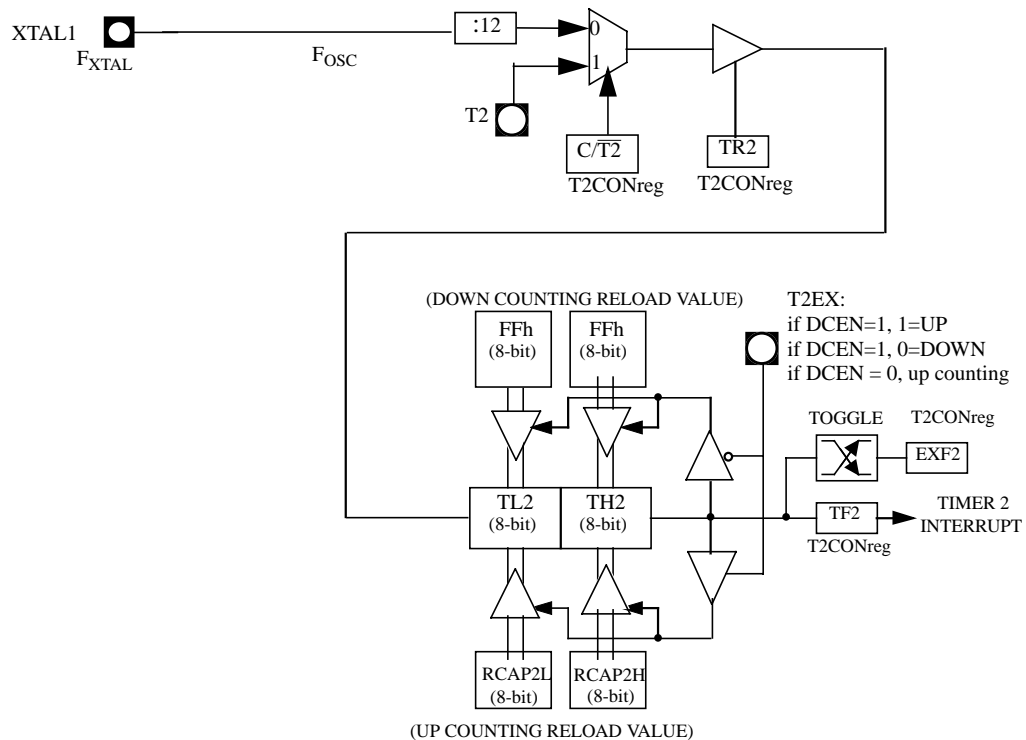 XTAL1
FXTAL
FOSC
:12
0
1
T2
C/T2
T2CONreg
TR2
T2CONreg
(DOWN COUNTING RELOAD VALUE)
FFh
(8-bit)
FFh
(8-bit)
T2EX:
if DCEN=1, 1=UP
if DCEN=1, 0=DOWN
if DCEN = 0, up counting
TOGGLE
T2CONreg
EXF2
TL2
(8-bit)
TH2
(8-bit)
TF2
T2CONreg
TIMER 2
INTERRUPT
RCAP2L
(8-bit)
RCAP2H
(8-bit)
(UP COUNTING RELOAD VALUE)